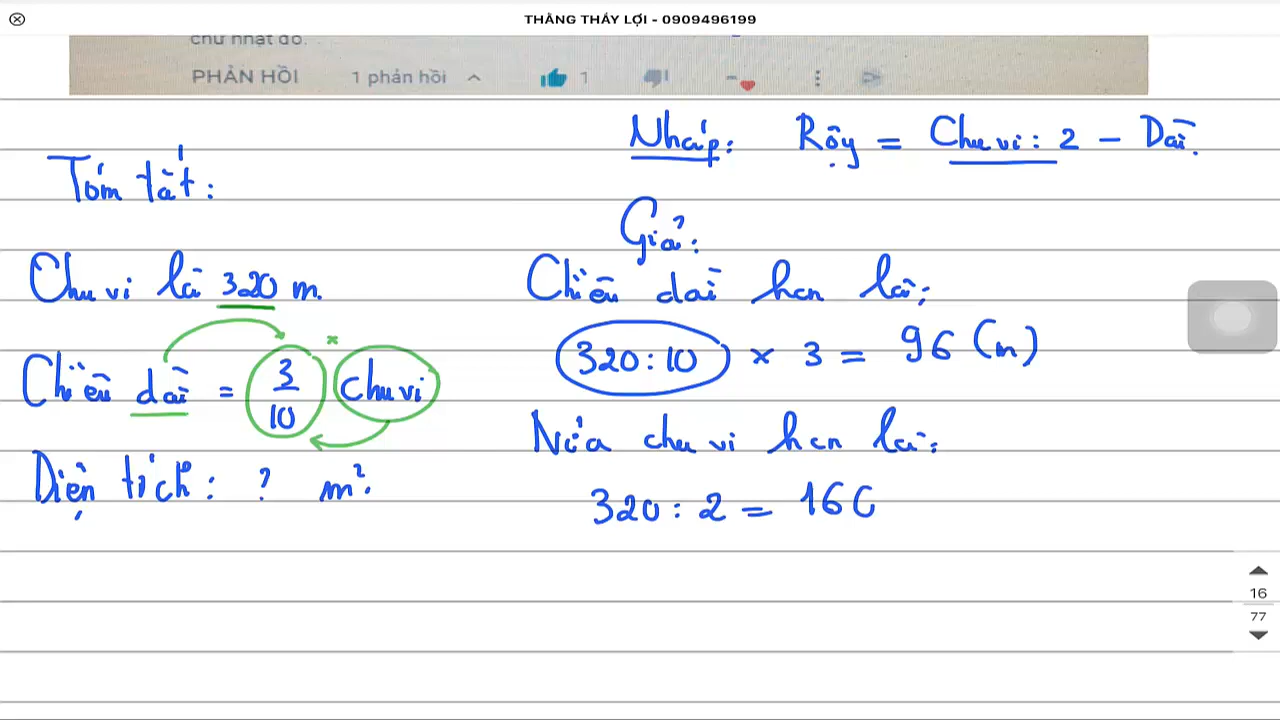 THẦNG THẦY LỢI - 0909496199
chữ nhật đó.
PHẢN HỒI 1 phản hồi 1
Tóm tắt:
Chu vi là 320 m.
Chiều dài = 3/10 × chu vi
Diện tích: ? m².
Nháp: Rộng = Chu vi : 2 - Dài.
Giải:
Chiều dài hcn là:
320 : 10 × 3 = 96 (m)
Nửa chu vi hcn là:
320 : 2 = 160
16
77